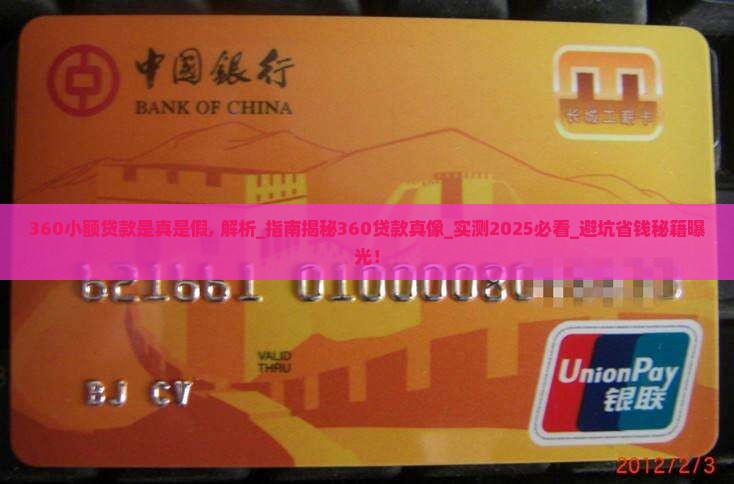 中国银行
BANK OF CHINA
长城工薪卡
360小额贷款是真是假, 解析_指南揭秘360贷款真像_实测2025必看_避坑省钱秘籍曝
光!
VALID
THRU
BJ CV
UnionPay
银联
2012/2/3